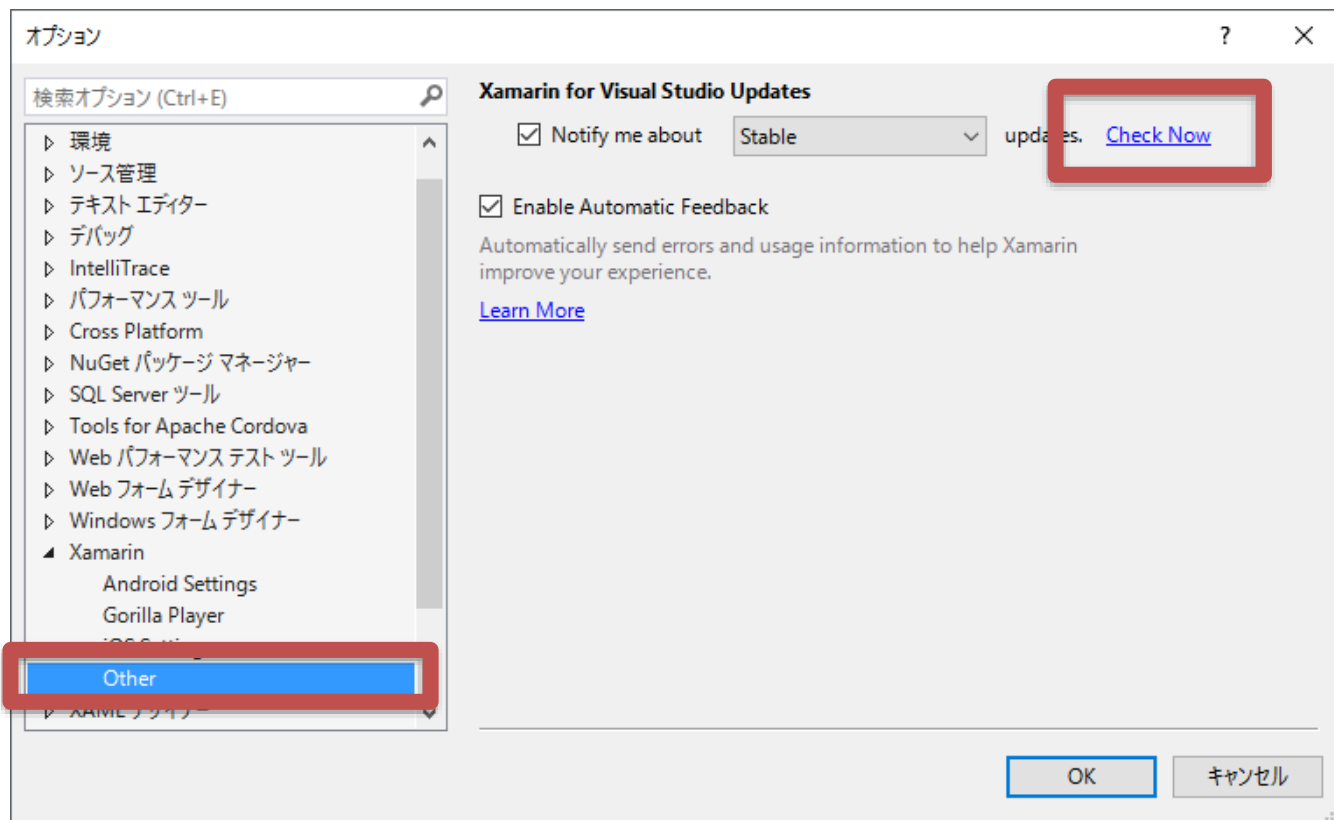 オプション
?
検索オプション (Ctrl+E)
環境
ソース管理
テキスト エディター
デバッグ
IntelliTrace
パフォーマンス ツール
Cross Platform
NuGet パッケージ マネージャー
SQL Server ツール
Tools for Apache Cordova
Web パフォーマンス テスト ツール
Web フォーム デザイナー
Windows フォーム デザイナー
Xamarin
Android Settings
Gorilla Player
Other
Xamarin for Visual Studio Updates
Notify me about Stable updates. Check Now
Enable Automatic Feedback
Automatically send errors and usage information to help Xamarin
improve your experience.
Learn More
OK キャンセル